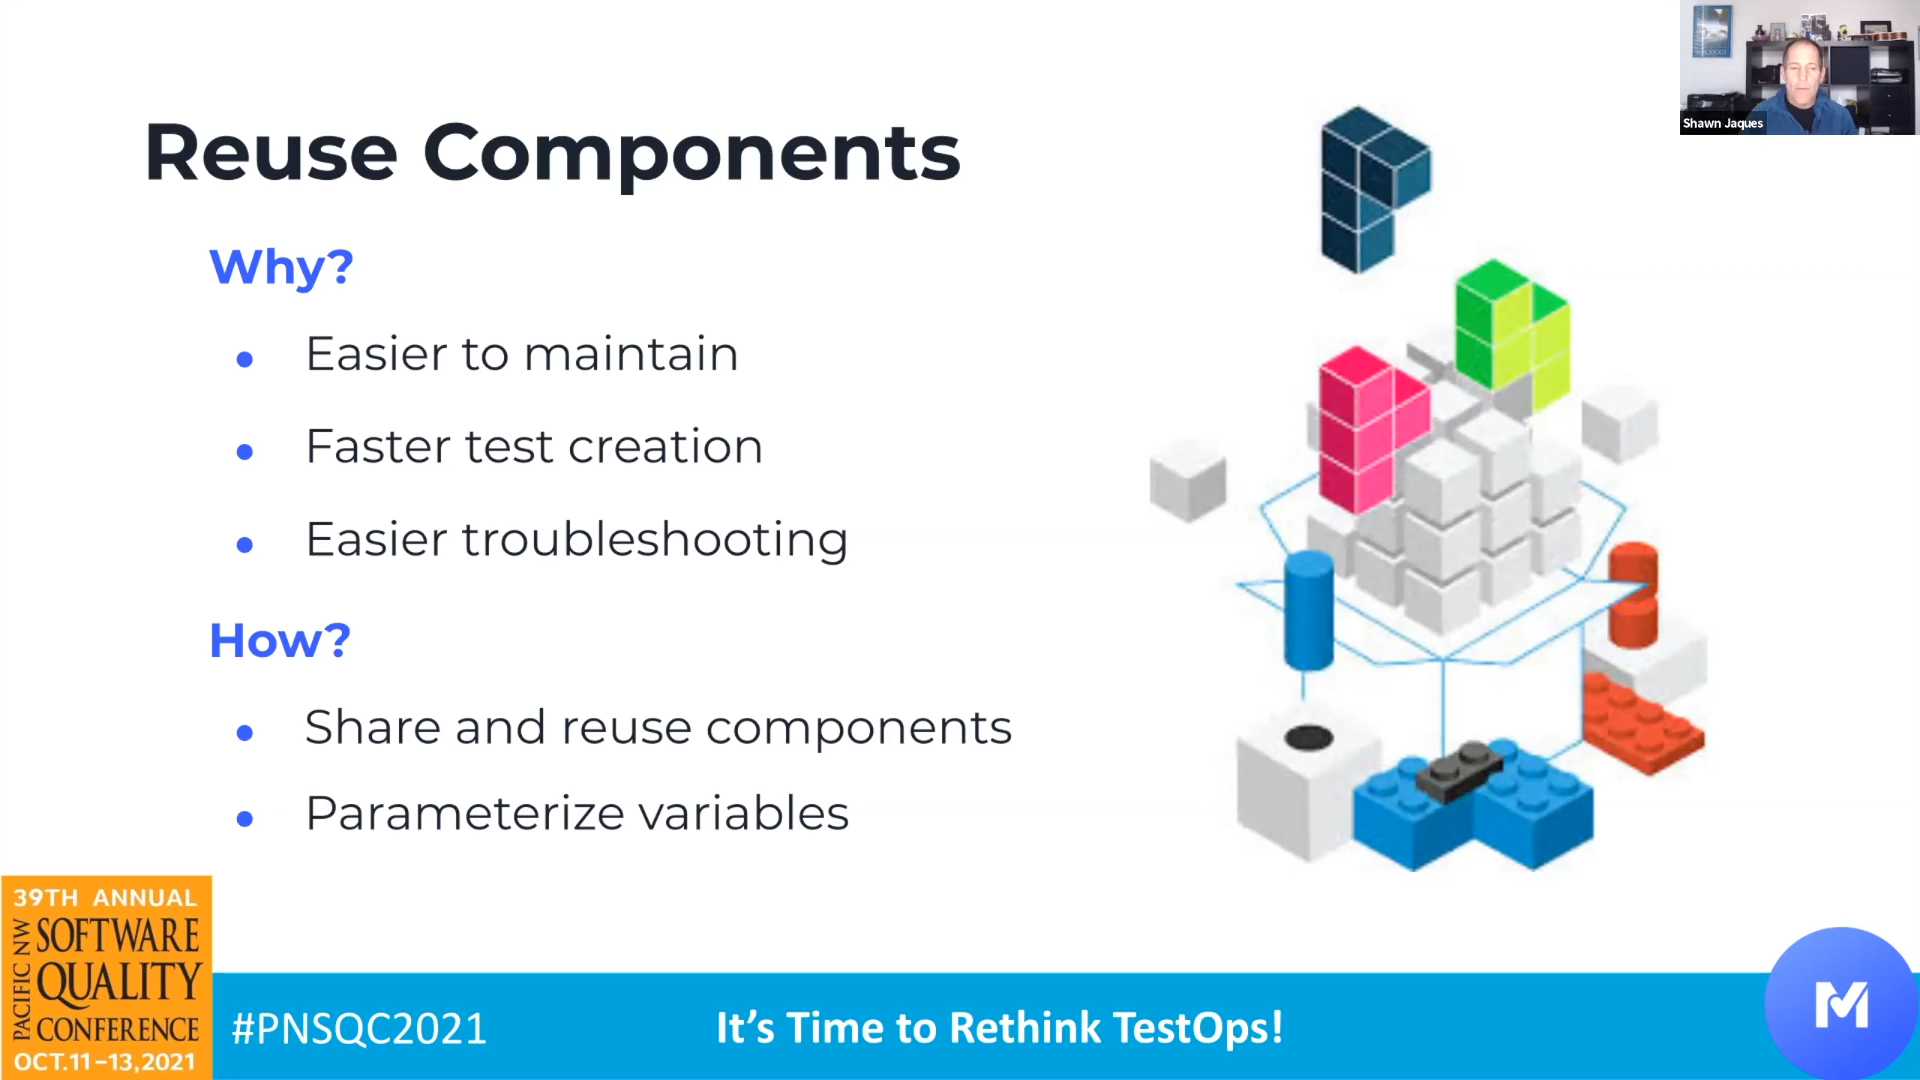 Shawn Jaques
Reuse Components
Why?
Easier to maintain
Faster test creation
Easier troubleshooting
How?
Share and reuse components
Parameterize variables
39TH ANNUAL
PACIFIC NW
SOFTWARE
QUALITY
CONFERENCE
OCT.11–13,2021
#PNSQC2021
It’s Time to Rethink TestOps!